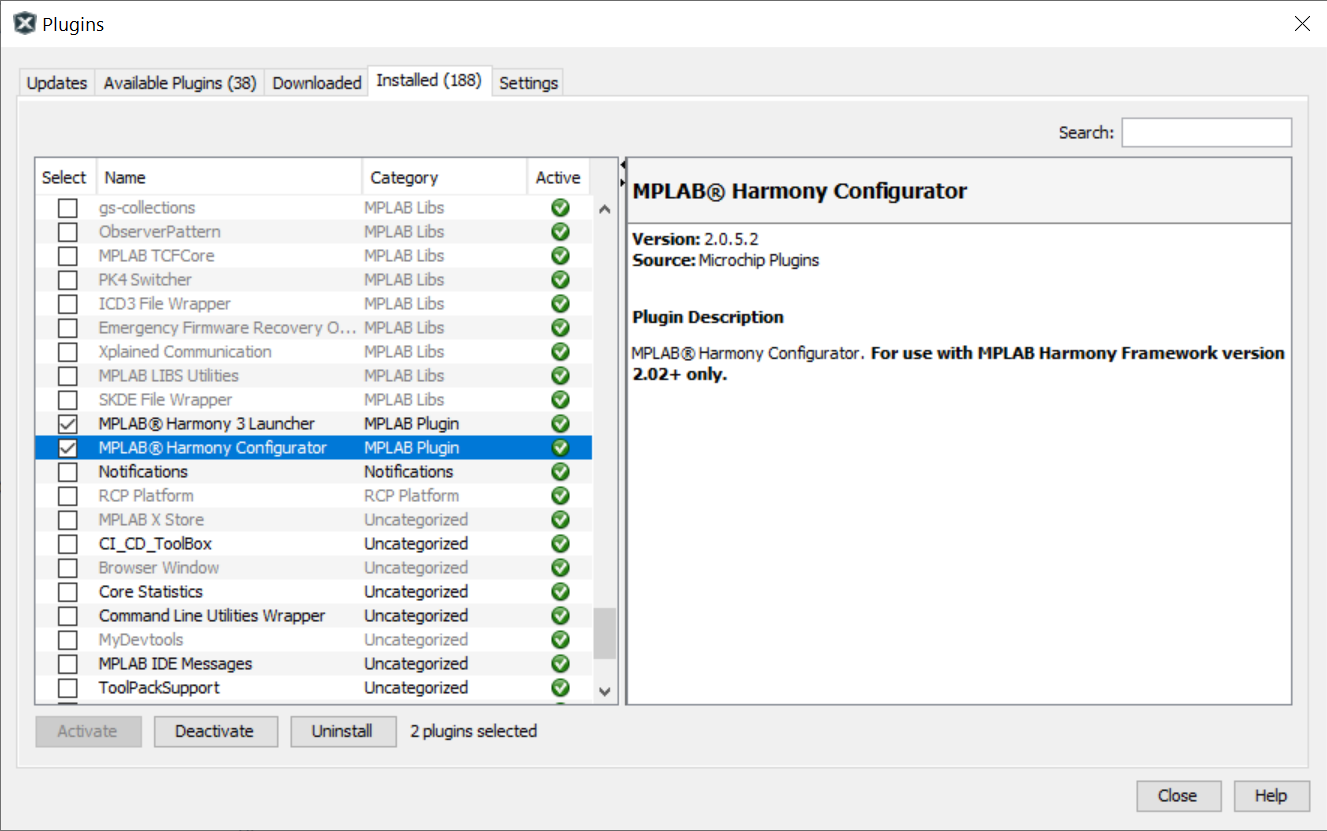 Plugins
Updates Available Plugins (38) Downloaded Installed (188) Settings
Search:
Select Name Category Active
gs-collections MPLAB Libs
ObserverPattern MPLAB Libs
MPLAB TCFCore MPLAB Libs
PK4 Switcher MPLAB Libs
ICD3 File Wrapper MPLAB Libs
Emergency Firmware Recovery O... MPLAB Libs
Xplained Communication MPLAB Libs
MPLAB LIBS Utilities MPLAB Libs
SKDE File Wrapper MPLAB Libs
MPLAB® Harmony 3 Launcher MPLAB Plugin
MPLAB® Harmony Configurator MPLAB Plugin
Notifications Notifications
RCP Platform RCP Platform
MPLAB X Store Uncategorized
CI_CD_ToolBox Uncategorized
Browser Window Uncategorized
Core Statistics Uncategorized
Command Line Utilities Wrapper Uncategorized
MyDevtools Uncategorized
MPLAB IDE Messages Uncategorized
ToolPackSupport Uncategorized
MPLAB® Harmony Configurator
Version: 2.0.5.2
Source: Microchip Plugins
Plugin Description
MPLAB® Harmony Configurator. For use with MPLAB Harmony Framework version
2.02+ only.
Activate Deactivate Uninstall 2 plugins selected
Close Help